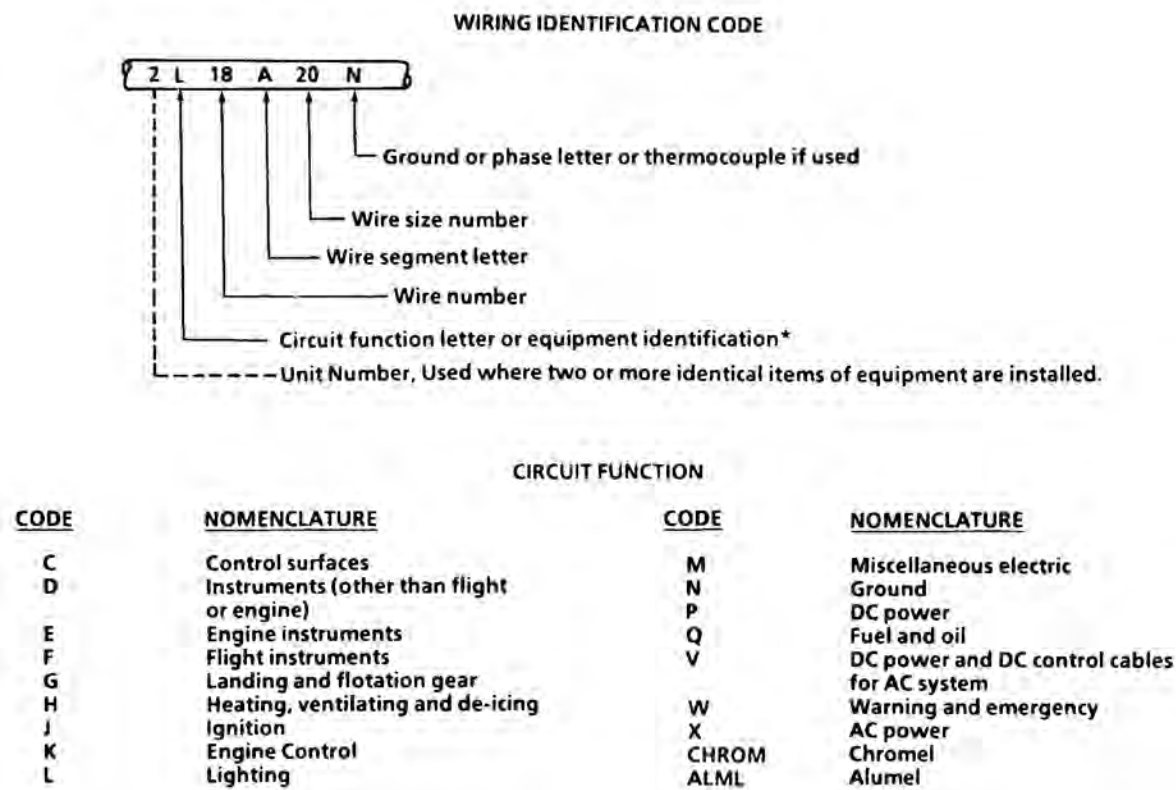 WIRING IDENTIFICATION CODE
2 L 18 A 20 N
Ground or phase letter or thermocouple if used
Wire size number
Wire segment letter
Wire number
Circuit function letter or equipment identification*
Unit Number, Used where two or more identical items of equipment are installed.
CIRCUIT FUNCTION
CODE NOMENCLATURE
C Control surfaces
D Instruments (other than flight
or engine)
E Engine instruments
F Flight instruments
G Landing and flotation gear
H Heating, ventilating and de-icing
J Ignition
K Engine Control
L Lighting
CODE NOMENCLATURE
M Miscellaneous electric
N Ground
P DC power
Q Fuel and oil
V DC power and DC control cables
for AC system
W Warning and emergency
X AC power
CHROM Chromel
ALML Alumel